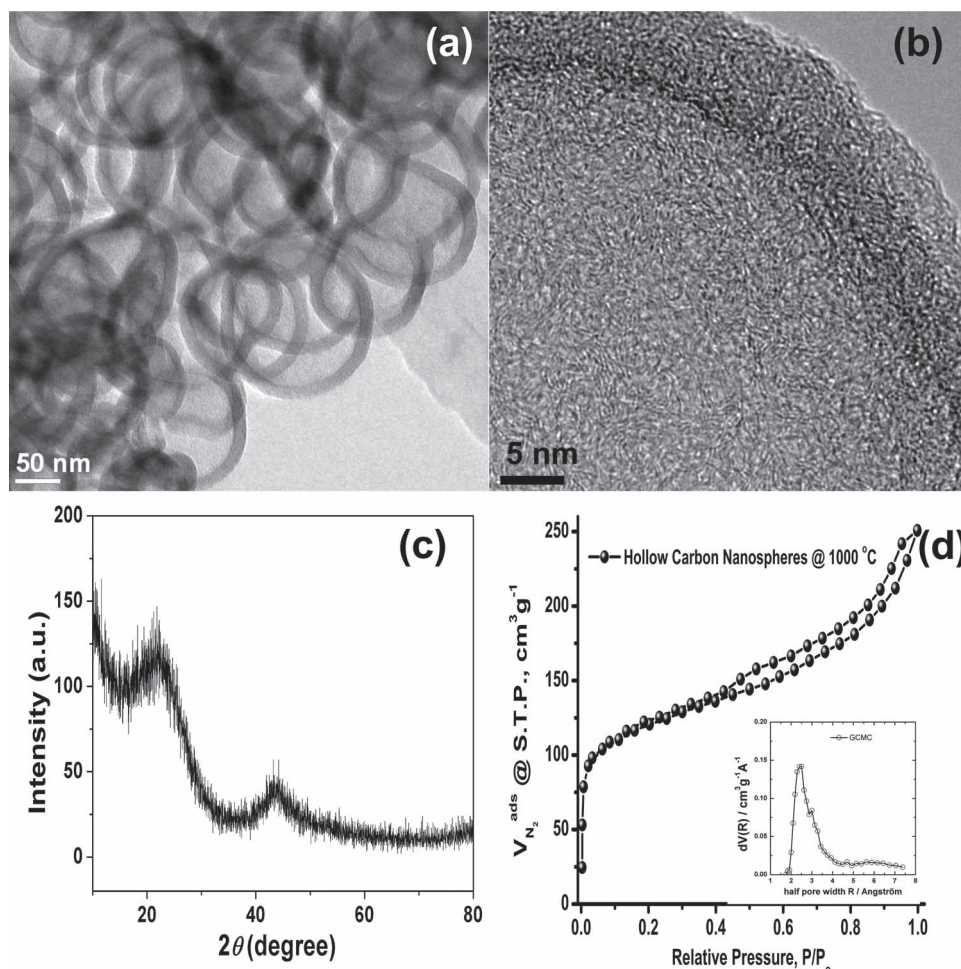 (a)
50 nm
(b)
5 nm
(c)
200
150
100
50
0
Intensity (a.u.)
20
40
60
80
2θ(degree)
(d)
Hollow Carbon Nanospheres @ 1000 °C
250
200
150
100
50
0
V_N₂^ads @ S.T.P., cm³g⁻¹
0.0 0.2 0.4 0.6 0.8 1.0
Relative Pressure, P/P₀
GCMC
0.20
0.15
0.10
0.05
0.00
dV(R) / cm³g⁻¹A⁻¹
1 2 3 4 5 6 7 8
half pore width R / Angström